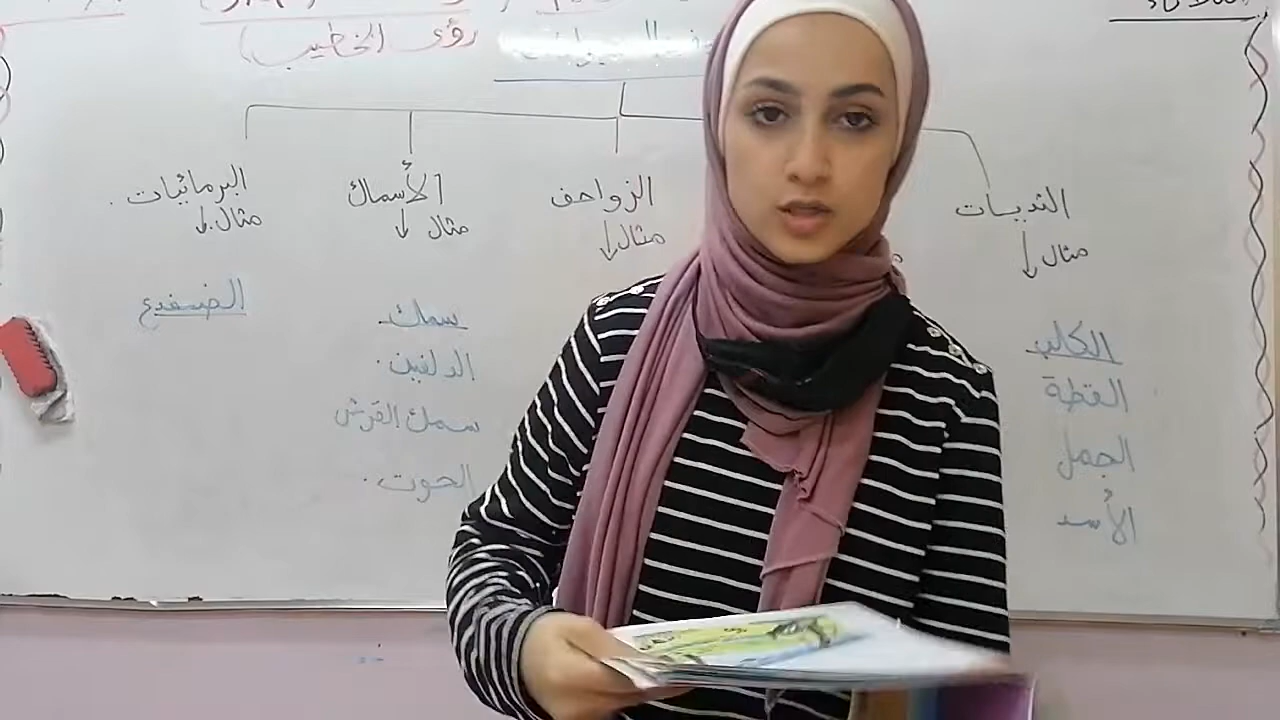 رؤى الخطيب)
الثدييات
مثال
الكلب
القطة
الجمل
الأسد
الزواحف
مثال
الأسماك
مثال
سمك
الدلفين.
سمك القرش
الحوت.
البرمائيات.
مثال
الضفدع